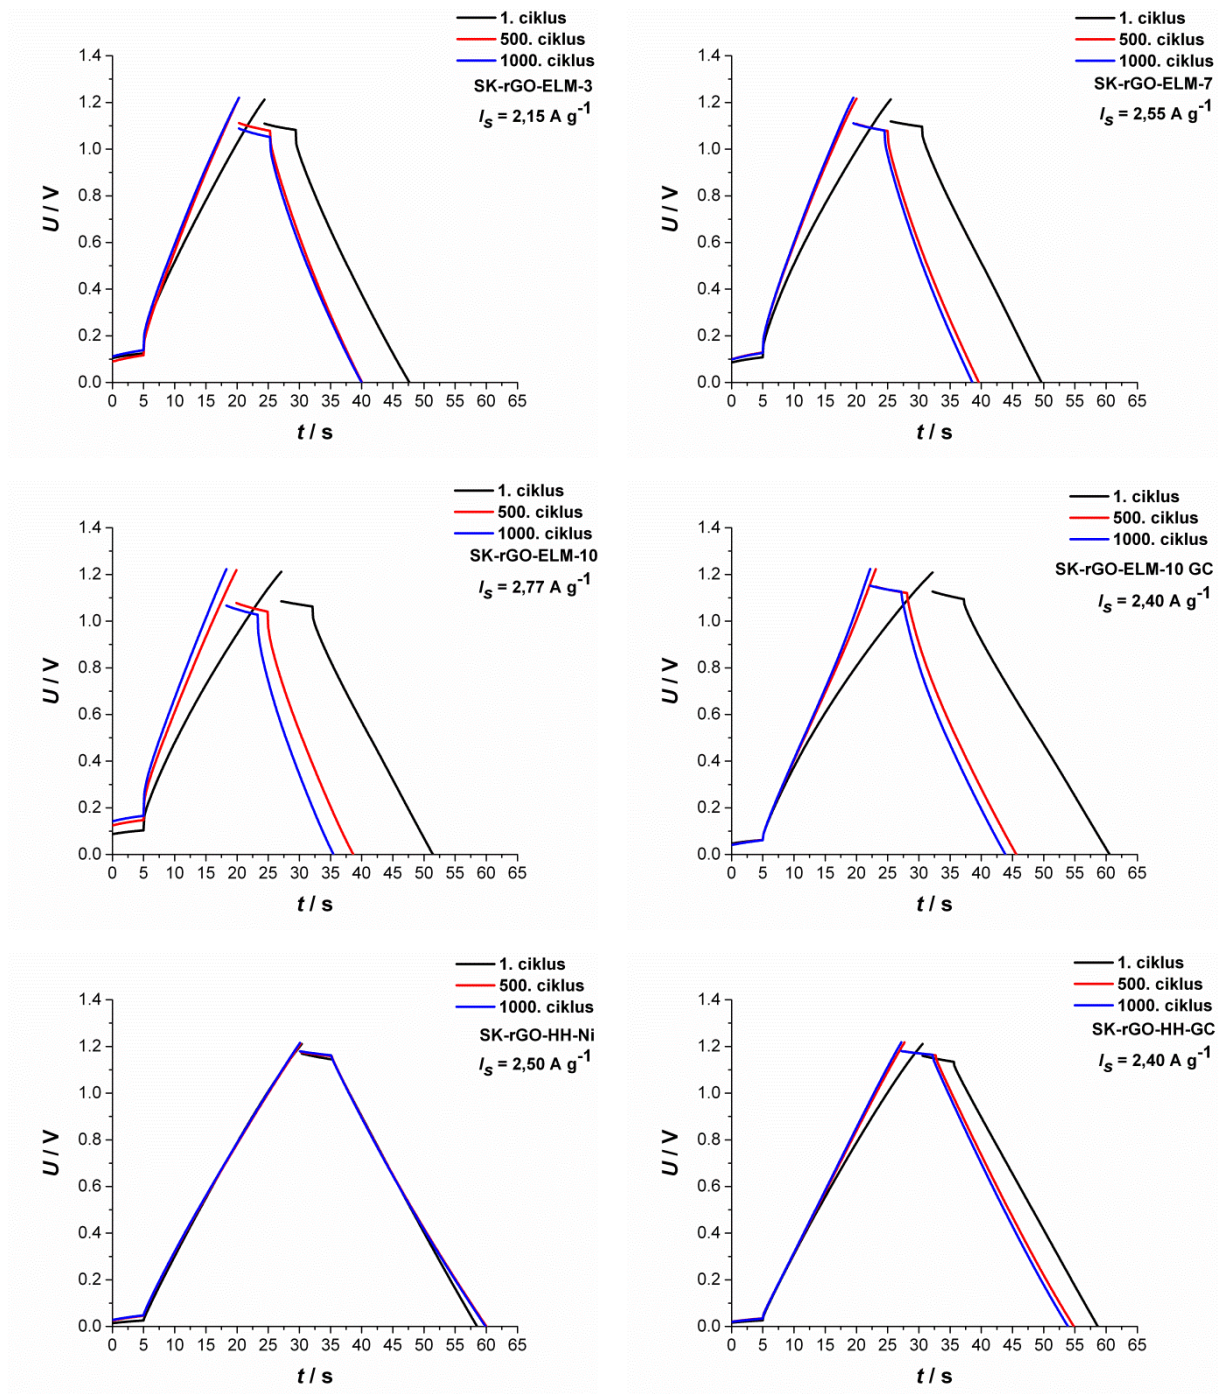 1. ciklus
500. ciklus
1000. ciklus
SK-rGO-ELM-3
I_S = 2,15 A g⁻¹
1.4
1.2
1.0
0.8
0.6
0.4
0.2
0.0
U / V
0 5 10 15 20 25 30 35 40 45 50 55 60 65
t / s
1. ciklus
500. ciklus
1000. ciklus
SK-rGO-ELM-7
I_S = 2,55 A g⁻¹
1.4
1.2
1.0
0.8
0.6
0.4
0.2
0.0
U / V
0 5 10 15 20 25 30 35 40 45 50 55 60 65
t / s
1. ciklus
500. ciklus
1000. ciklus
SK-rGO-ELM-10
I_S = 2,77 A g⁻¹
1.4
1.2
1.0
0.8
0.6
0.4
0.2
0.0
U / V
0 5 10 15 20 25 30 35 40 45 50 55 60 65
t / s
1. ciklus
500. ciklus
1000. ciklus
SK-rGO-ELM-10 GC
I_S = 2,40 A g⁻¹
1.4
1.2
1.0
0.8
0.6
0.4
0.2
0.0
U / V
0 5 10 15 20 25 30 35 40 45 50 55 60 65
t / s
1. ciklus
500. ciklus
1000. ciklus
SK-rGO-HH-Ni
I_S = 2,50 A g⁻¹
1.4
1.2
1.0
0.8
0.6
0.4
0.2
0.0
U / V
0 5 10 15 20 25 30 35 40 45 50 55 60 65
t / s
1. ciklus
500. ciklus
1000. ciklus
SK-rGO-HH-GC
I_S = 2,40 A g⁻¹
1.4
1.2
1.0
0.8
0.6
0.4
0.2
0.0
U / V
0 5 10 15 20 25 30 35 40 45 50 55 60 65
t / s